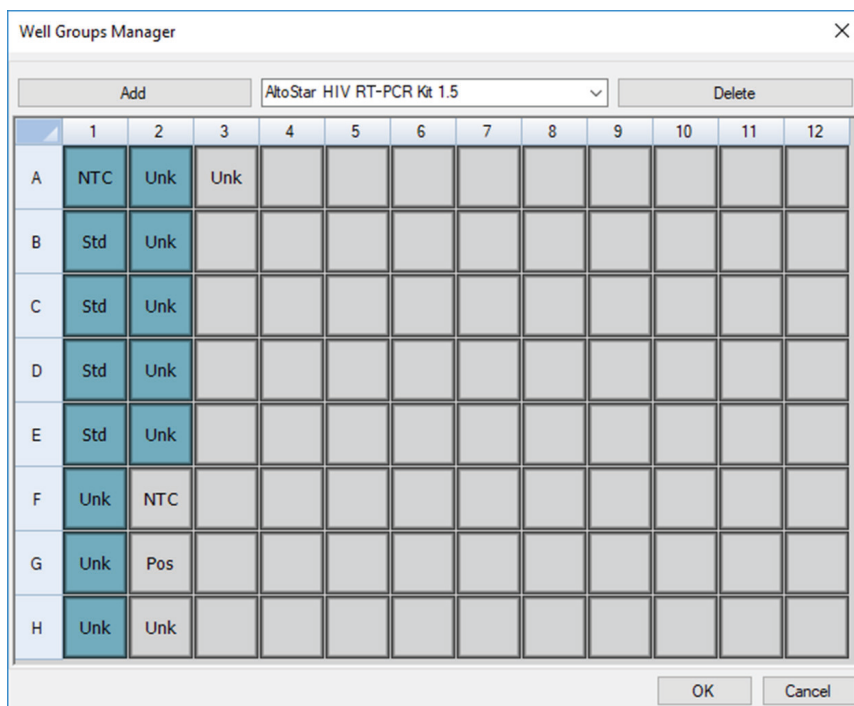 Well Groups Manager
Add AltoStar HIV RT-PCR Kit 1.5 Delete
1 2 3 4 5 6 7 8 9 10 11 12
A NTC Unk Unk
B Std Unk
C Std Unk
D Std Unk
E Std Unk
F Unk NTC
G Unk Pos
H Unk Unk
OK Cancel